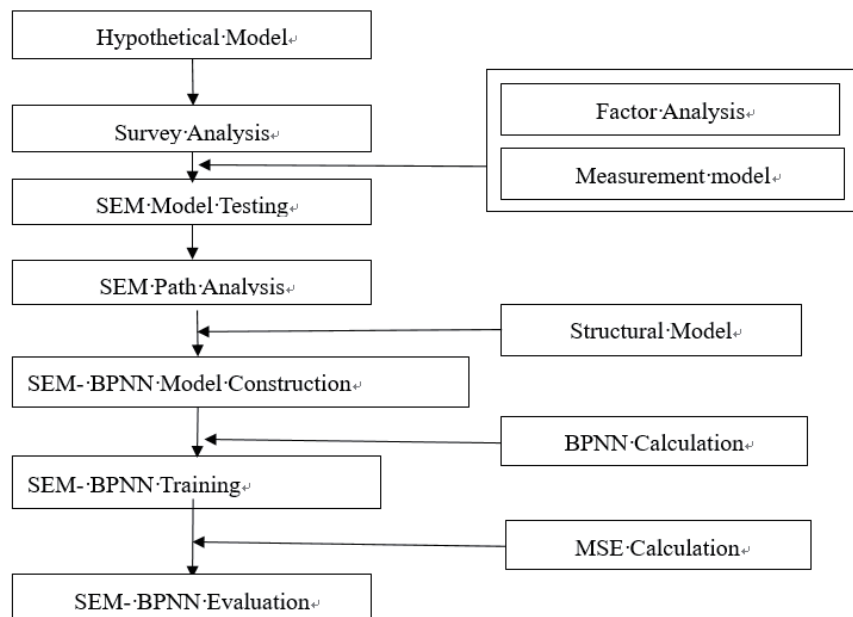 Hypothetical·Model↵
Survey·Analysis↵
Factor·Analysis↵
Measurement·model↵
SEM·Model·Testing↵
SEM·Path·Analysis↵
Structural·Model↵
SEM-·BPNN·Model·Construction↵
BPNN·Calculation↵
SEM-·BPNN·Training↵
MSE·Calculation↵
SEM-·BPNN·Evaluation↵